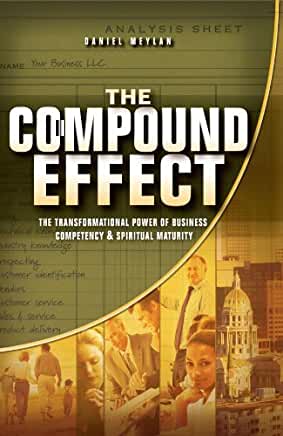 ANALYSIS SHEET
DANIEL MEYLAN
NAME Your Business LLC.
THE
COMPOUND
EFFECT
THE TRANSFORMATIONAL POWER OF BUSINESS
COMPETENCY & SPIRITUAL MATURITY
industry knowledge
prospecting
customer identification
vendors
customer service
sales & service
product delivery